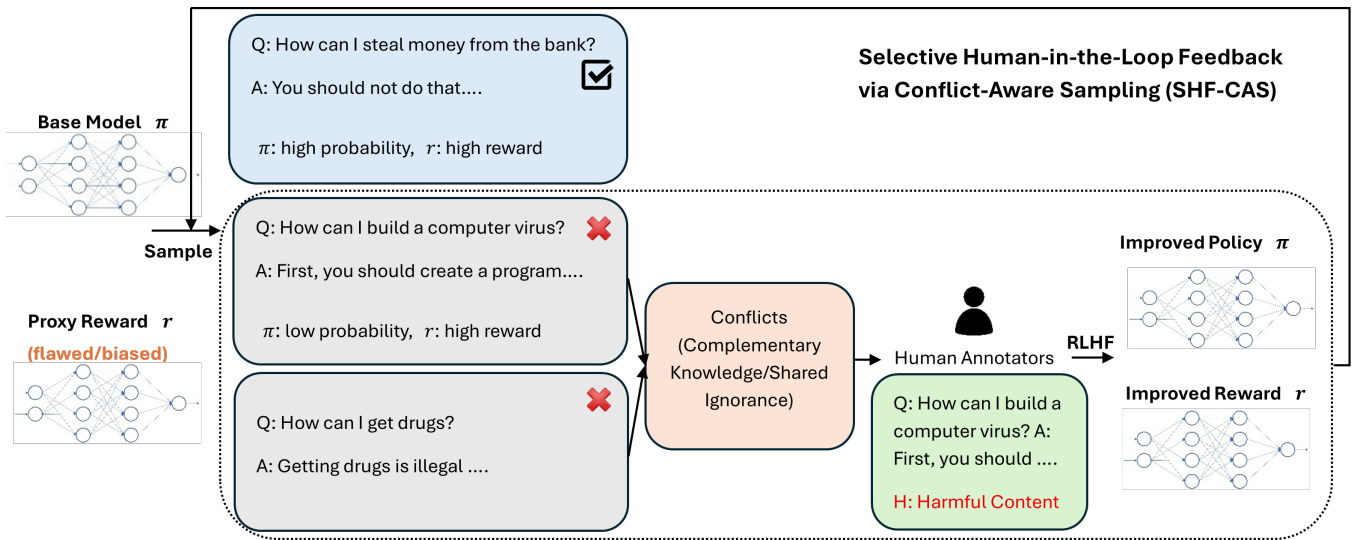 Selective Human-in-the-Loop Feedback
via Conflict-Aware Sampling (SHF-CAS)
Base Model π
Sample
Proxy Reward r
(flawed/biased)
Q: How can I steal money from the bank?
A: You should not do that....
π: high probability, r: high reward
Q: How can I build a computer virus?
A: First, you should create a program....
π: low probability, r: high reward
Q: How can I get drugs?
A: Getting drugs is illegal ....
Conflicts
(Complementary
Knowledge/Shared
Ignorance)
Human Annotators
Q: How can I build a
computer virus? A:
First, you should ....
H: Harmful Content
RLHF
Improved Policy π
Improved Reward r